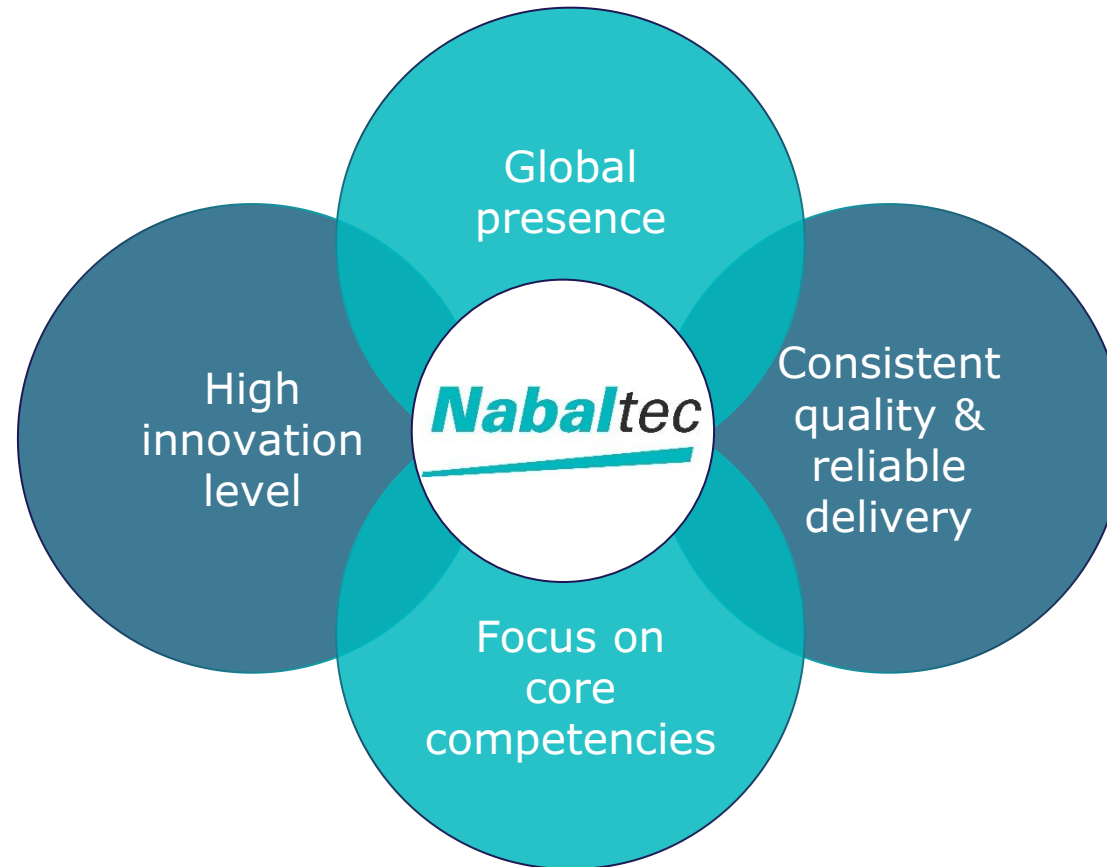 Global
presence
High
innovation
level
Nabaltec
Consistent
quality &
reliable
delivery
Focus on
core
competencies